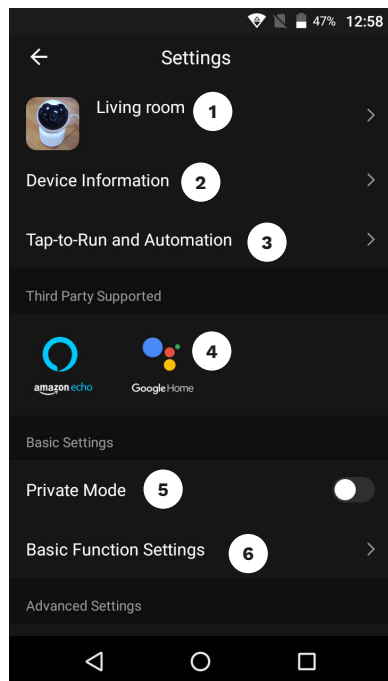 47% 12:58
Settings
Living room 1
Device Information 2
Tap-to-Run and Automation 3
Third Party Supported
4
amazon echo Google Home
Basic Settings
Private Mode 5
Basic Function Settings 6
Advanced Settings